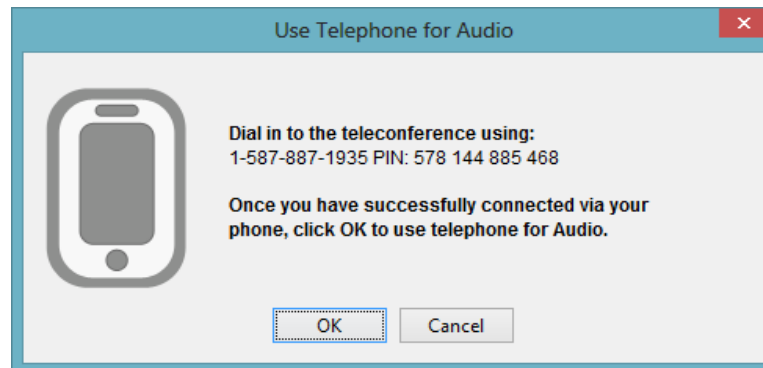 Use Telephone for Audio
Dial in to the teleconference using:
1-587-887-1935 PIN: 578 144 885 468
Once you have successfully connected via your
phone, click OK to use telephone for Audio.
OK
Cancel